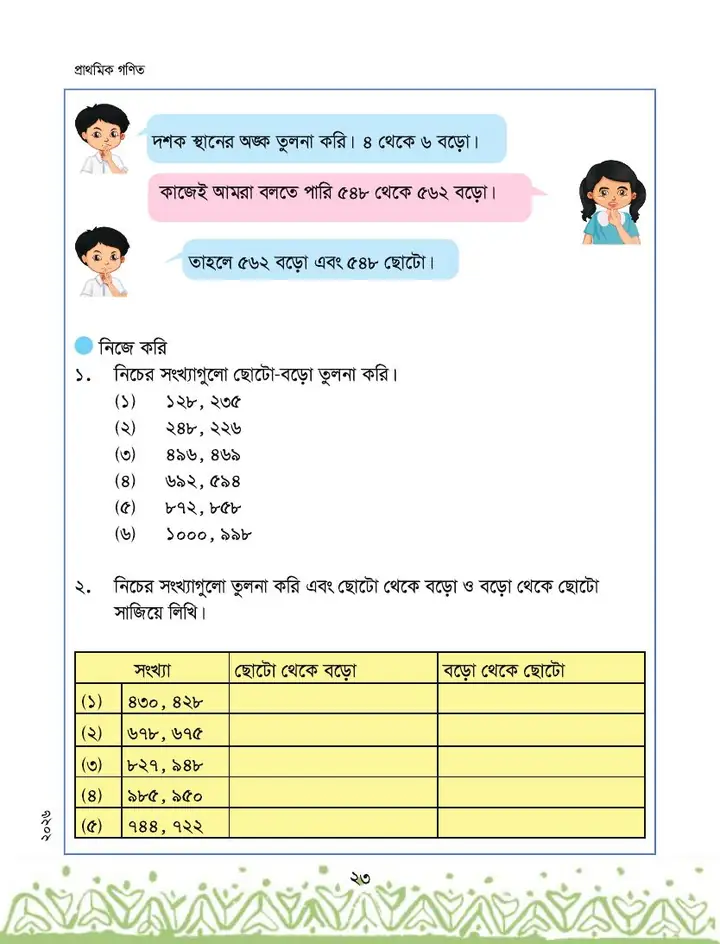 প্রাথমিক গণিত
দশক স্থানের অঙ্ক তুলনা করি। ৪ থেকে ৬ বড়ো।
কাজেই আমরা বলতে পারি ৫৪৮ থেকে ৫৬২ বড়ো।
তাহলে ৫৬২ বড়ো এবং ৫৪৮ ছোটো।
নিজে করি
১. নিচের সংখ্যাগুলো ছোটো-বড়ো তুলনা করি।
(১) ১২৮, ২৩৫
(২) ২৪৮, ২২৬
(৩) ৪৯৬, ৪৬৯
(৪) ৬৯২, ৫৯৪
(৫) ৮৭২, ৮৫৮
(৬) ১০০০, ৯৯৮
২. নিচের সংখ্যাগুলো তুলনা করি এবং ছোটো থেকে বড়ো ও বড়ো থেকে ছোটো
সাজিয়ে লিখি।
সংখ্যা ছোটো থেকে বড়ো বড়ো থেকে ছোটো
(১) ৪৩০, ৪২৮
(২) ৬৭৮, ৬৭৫
(৩) ৮২৭, ৯৪৮
(৪) ৯৮৫, ৯৫০
(৫) ৭৪৪, ৭২২
২০২৬
২৩